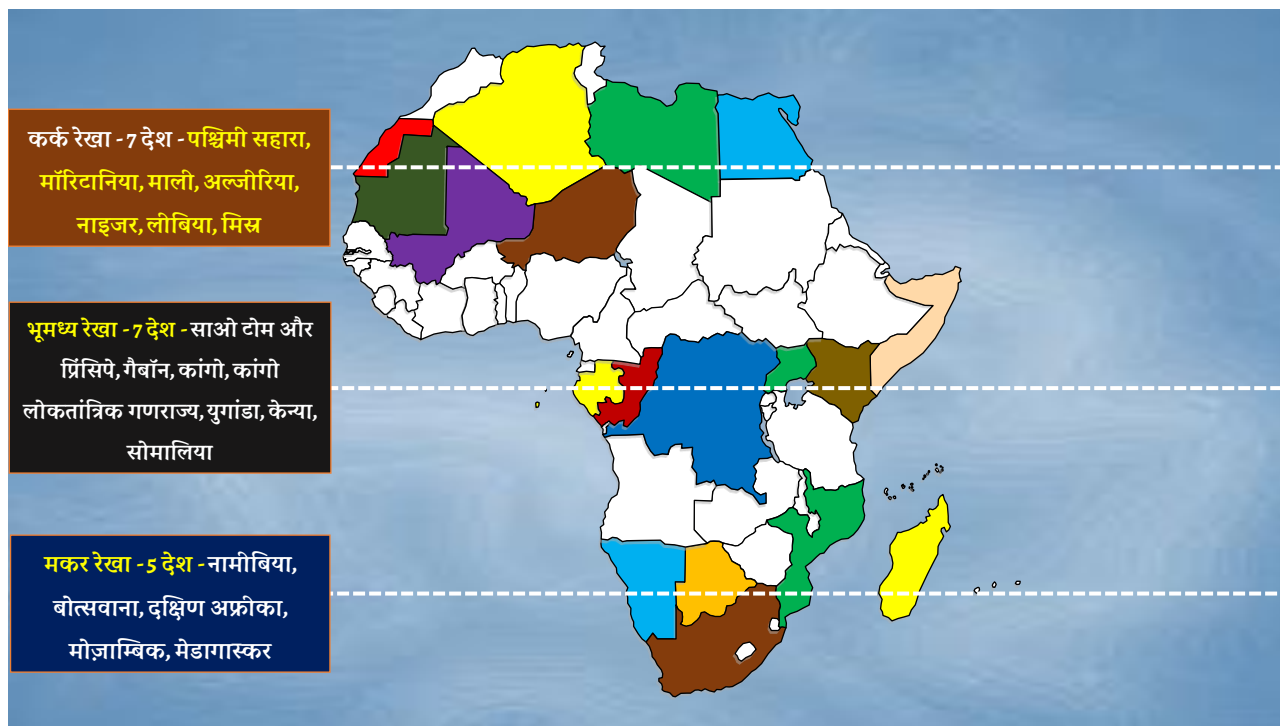 कर्क रेखा -7 देश - पश्चिमी सहारा,
मॉरिटानिया, माली, अल्जीरिया,
नाइजर, लीबिया, मिस्र
भूमध्य रेखा -7 देश - साओ टोम और
प्रिंसिपे, गैबॉन, कांगो, कांगो
लोकतांत्रिक गणराज्य, युगांडा, केन्या,
सोमालिया
मकर रेखा -5 देश - नामीबिया,
बोत्सवाना, दक्षिण अफ्रीका,
मोज़ाम्बिक, मेडागास्कर